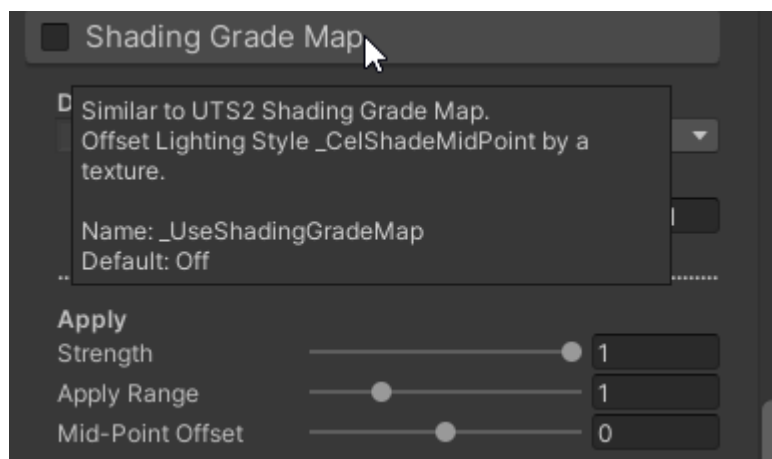 Shading Grade Map
Similar to UTS2 Shading Grade Map.
Offset Lighting Style _CelShadeMidPoint by a
texture.
Name: _UseShadingGradeMap
Default: Off
Apply
Strength
1
Apply Range
1
Mid-Point Offset
0